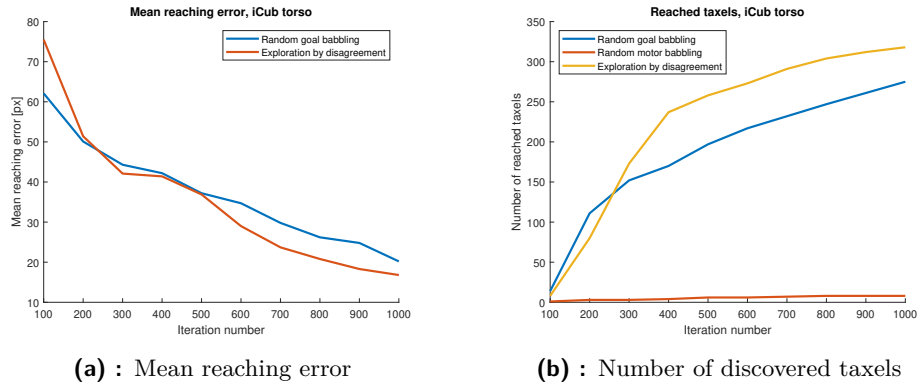 Mean reaching error, iCub torso
Random goal babbling
Exploration by disagreement
Mean reaching error [px]
80
70
60
50
40
30
20
10
100 200 300 400 500 600 700 800 900 1000
Iteration number
(a) : Mean reaching error
Reached taxels, iCub torso
Random goal babbling
Random motor babbling
Exploration by disagreement
Number of reached taxels
350
300
250
200
150
100
50
0
100 200 300 400 500 600 700 800 900 1000
Iteration number
(b) : Number of discovered taxels